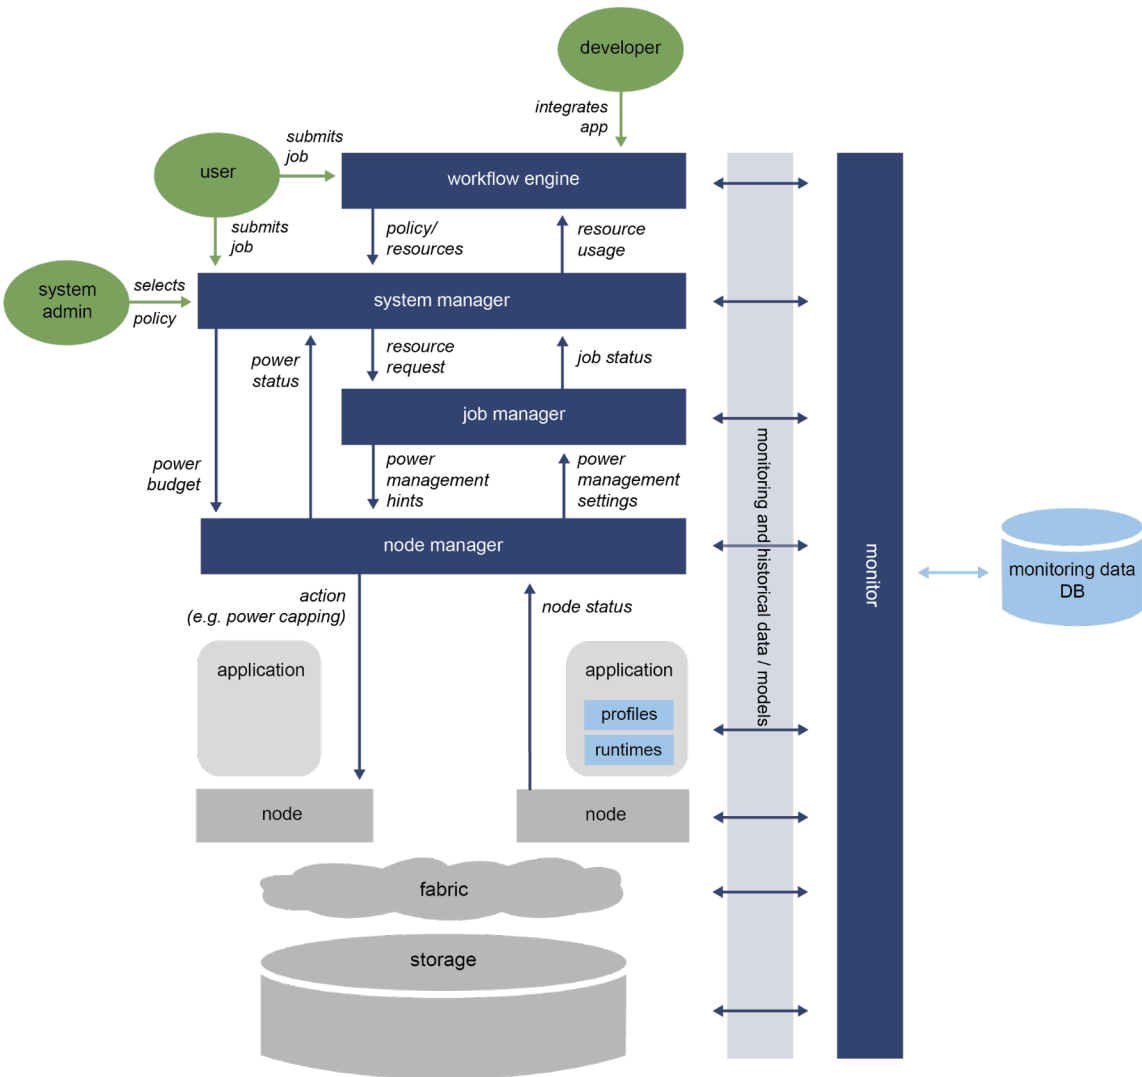 developer
integrates
app
submits
job
user
workflow engine
submits
job
policy/
resources
resource
usage
system
admin
selects
policy
system manager
power
status
resource
request
job status
job manager
power
budget
power
management
hints
power
management
settings
node manager
action
(e.g. power capping)
node status
application
application
profiles
runtimes
node
node
fabric
storage
monitoring and historical data / models
monitor
monitoring data
DB